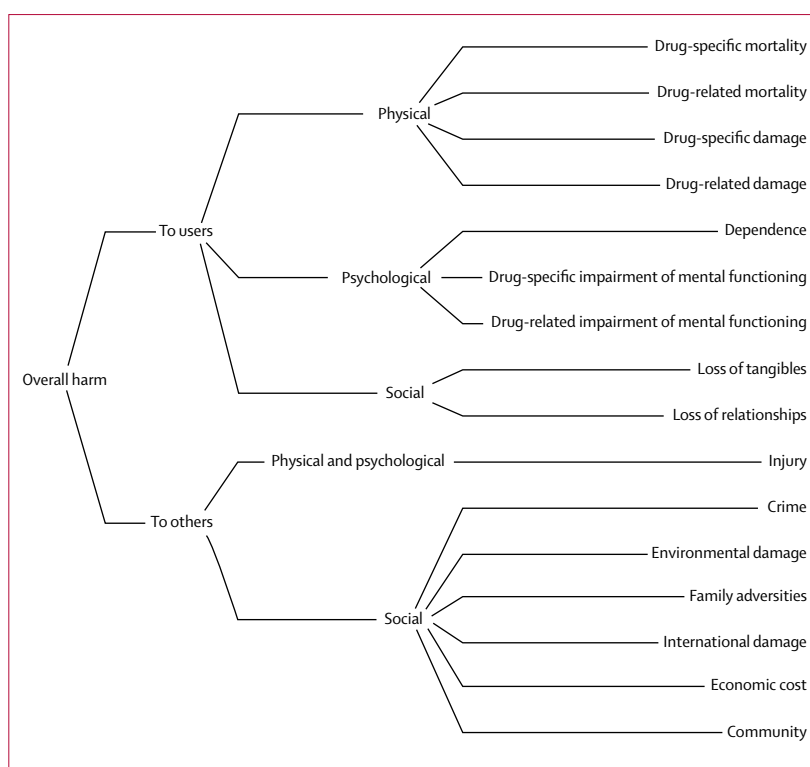 Drug-specific mortality
Drug-related mortality
Physical
Drug-specific damage
Drug-related damage
To users
Dependence
Psychological
Drug-specific impairment of mental functioning
Drug-related impairment of mental functioning
Overall harm
Loss of tangibles
Social
Loss of relationships
Physical and psychological
Injury
To others
Crime
Environmental damage
Family adversities
Social
International damage
Economic cost
Community